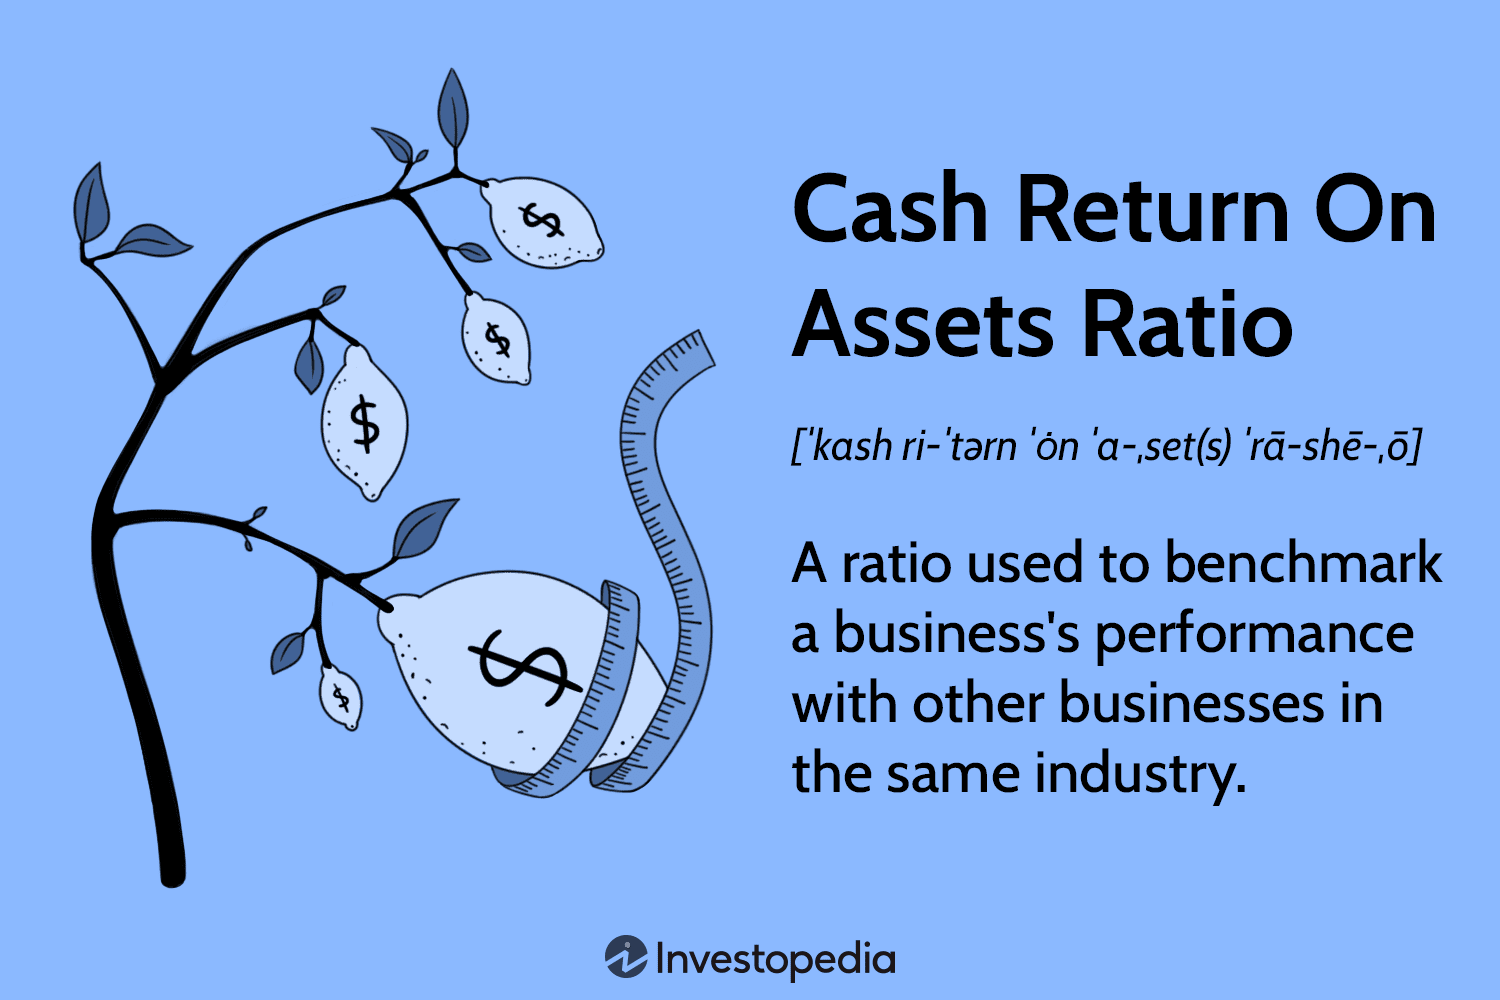 Cash Return On
Assets Ratio
[ˈkash ri-ˈtərn ˈȯn ˈa-ˌset(s) ˈrā-shē-ˌō]
A ratio used to benchmark
a business's performance
with other businesses in
the same industry.
$
$
$
$
$
Investopedia